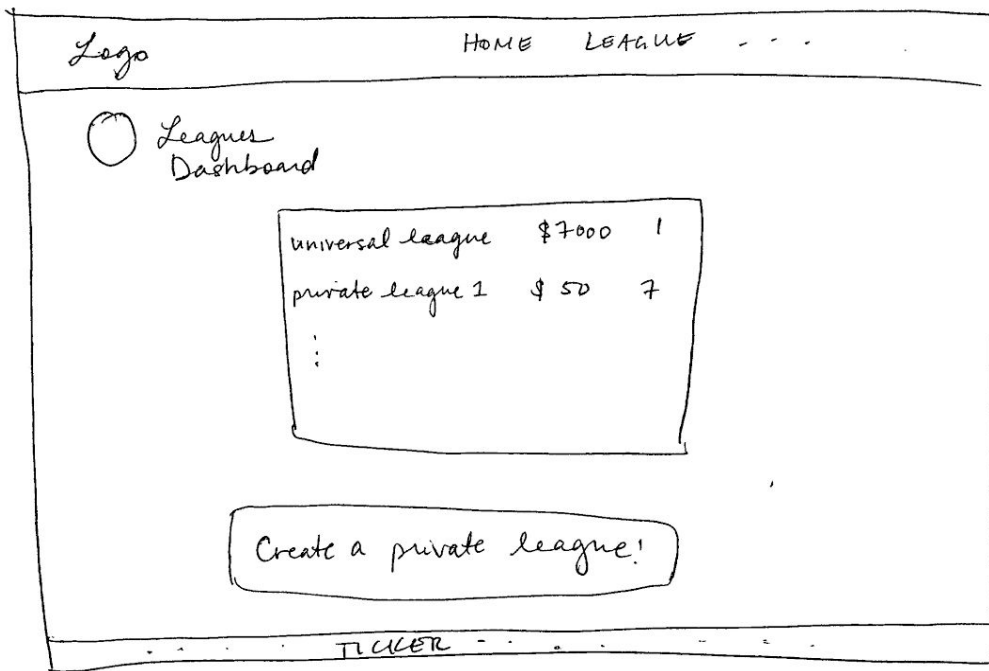 Logo HOME LEAGUE - - .
Leagues
Dashboard
universal league $7000 1
private league 1 $ 50 7
⋮
Create a private league!
TICKER